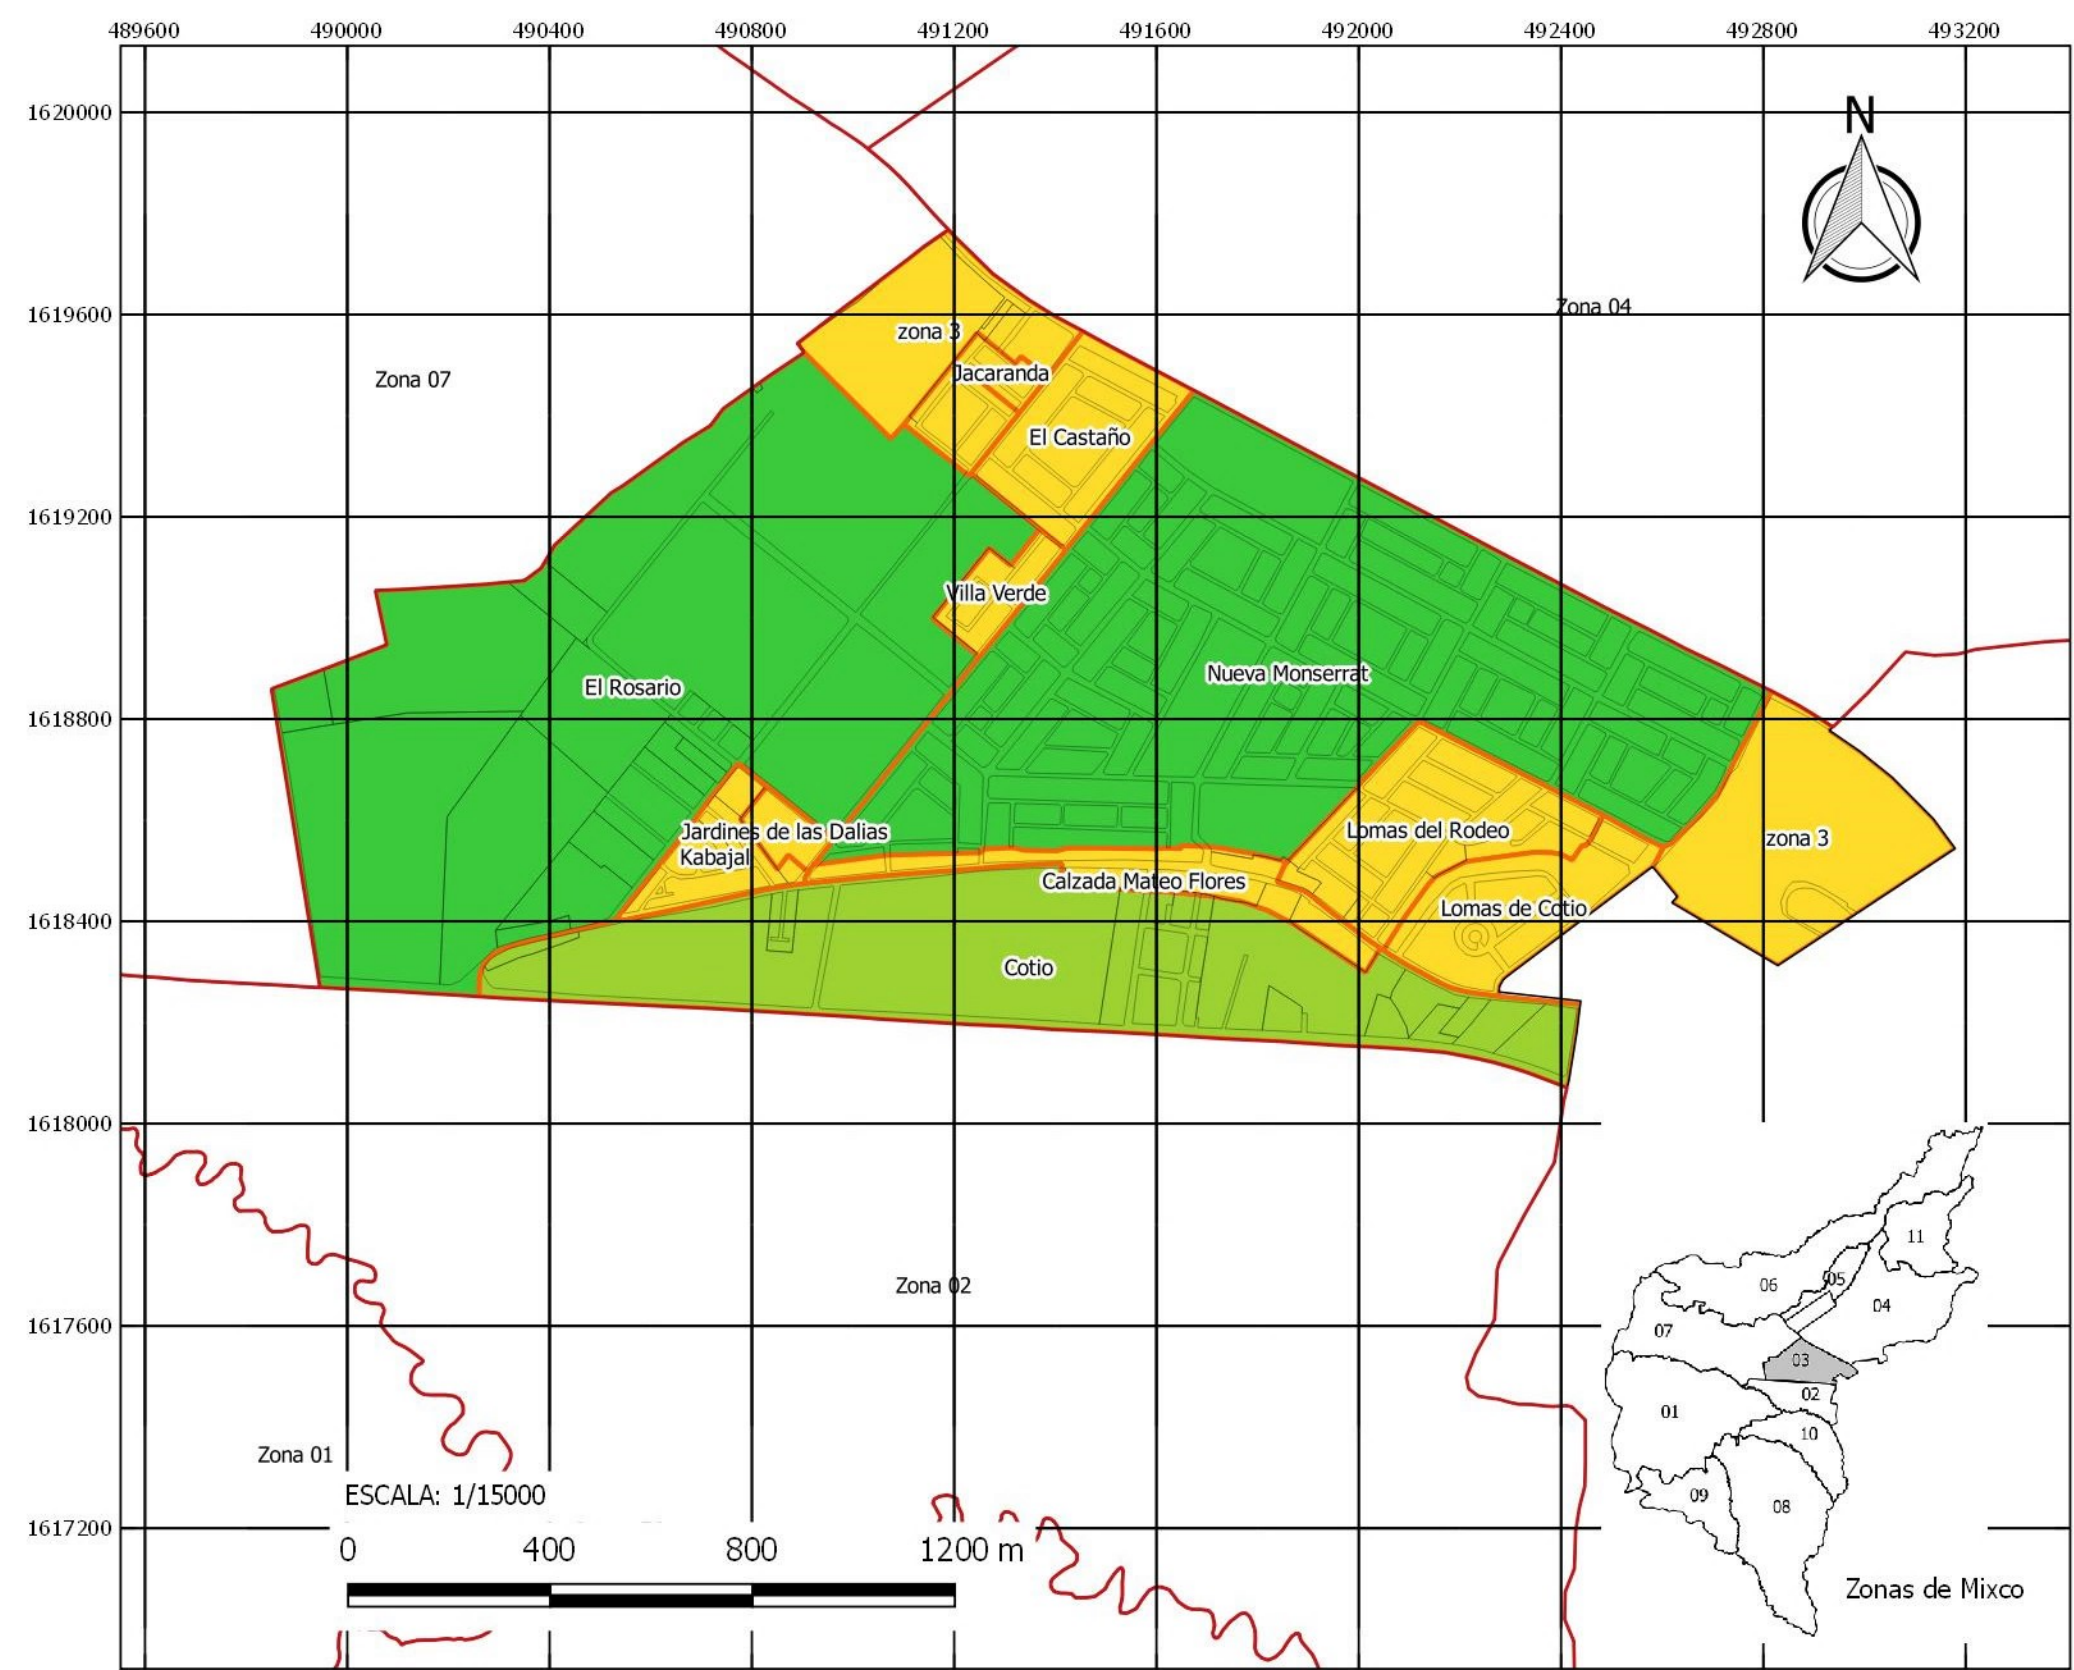 489600 490000 490400 490800 491200 491600 492000 492400 492800 493200
1620000
N
1619600
Zona 04
zona 3
Zona 07
Jacaranda
El Castaño
1619200
Villa Verde
Nueva Monserrat
El Rosario
1618800
Jardines de las Dalias
Lomas del Rodeo
zona 3
Kabajal
Calzada Mateo Flores
Lomas de Cotio
1618400
Cotio
1618000
11
06
05
04
Zona 02
1617600
07
03
02
01
10
Zona 01
ESCALA: 1/15000
09
08
1617200
0 400 800 1200 m
Zonas de Mixco